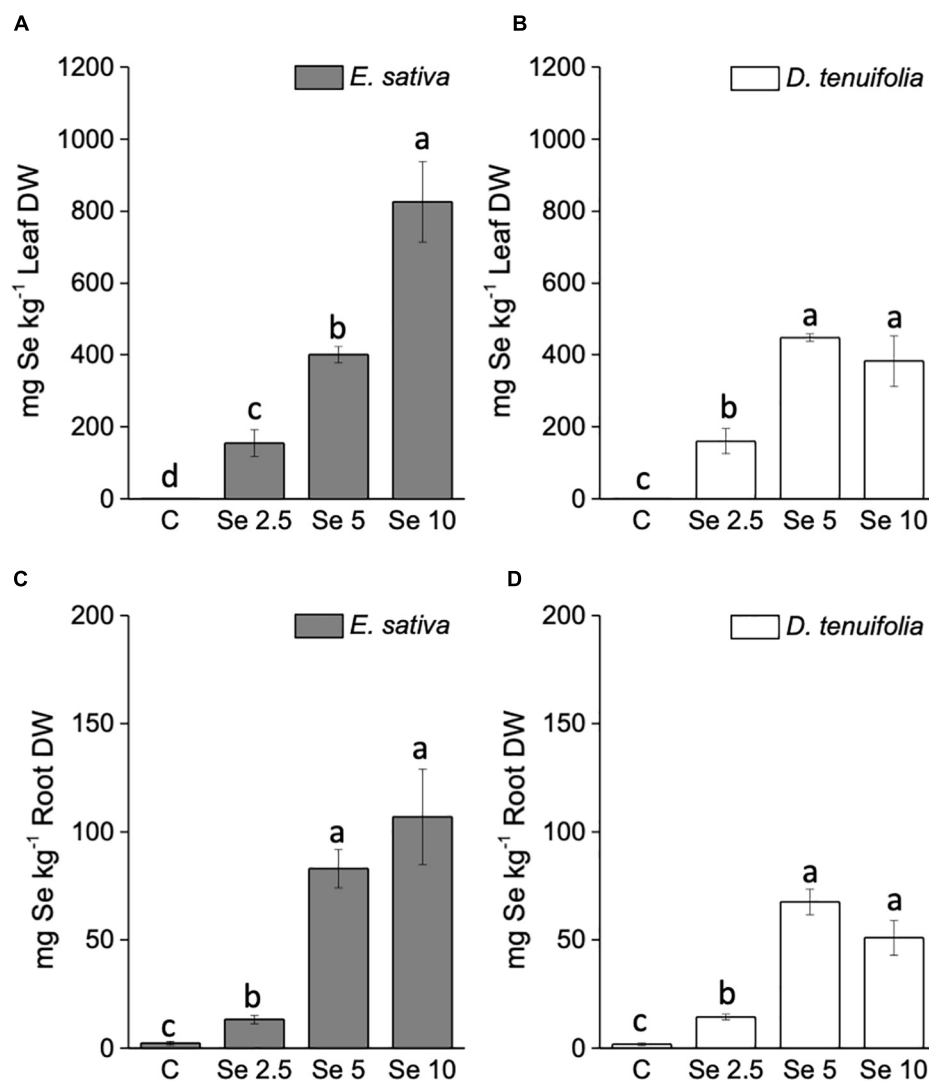 A
1200
1000
800
600
400
200
0
mg Se kg⁻¹ Leaf DW
E. sativa
d
c
b
a
C Se 2.5 Se 5 Se 10
B
1200
1000
800
600
400
200
0
mg Se kg⁻¹ Leaf DW
D. tenuifolia
c
b
a
a
C Se 2.5 Se 5 Se 10
C
200
150
100
50
0
mg Se kg⁻¹ Root DW
E. sativa
c
b
a
a
C Se 2.5 Se 5 Se 10
D
200
150
100
50
0
mg Se kg⁻¹ Root DW
D. tenuifolia
c
b
a
a
C Se 2.5 Se 5 Se 10